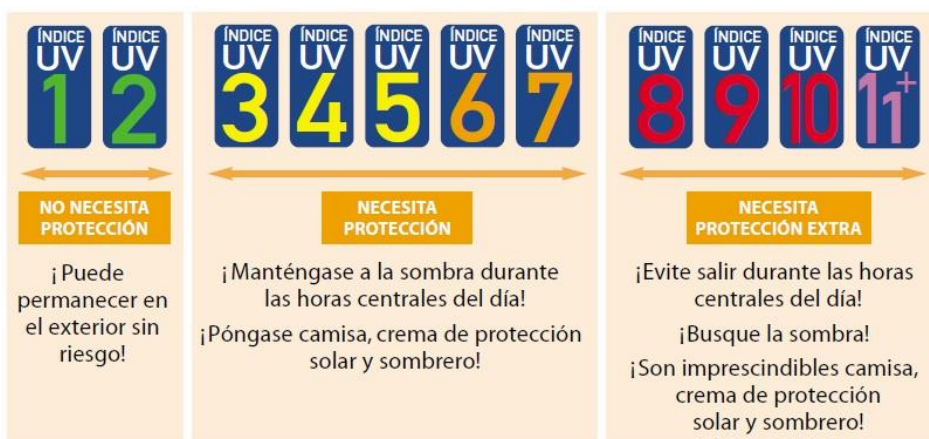 ÍNDICE
UV
1
ÍNDICE
UV
2
NO NECESITA
PROTECCIÓN
¡Puede
permanecer en
el exterior sin
riesgo!
ÍNDICE
UV
3
ÍNDICE
UV
4
ÍNDICE
UV
5
ÍNDICE
UV
6
ÍNDICE
UV
7
NECESITA
PROTECCIÓN
¡Manténgase a la sombra durante
las horas centrales del día!
¡Póngase camisa, crema de protección
solar y sombrero!
ÍNDICE
UV
8
ÍNDICE
UV
9
ÍNDICE
UV
10
ÍNDICE
UV
11+
NECESITA
PROTECCIÓN EXTRA
¡Evite salir durante las horas
centrales del día!
¡Busque la sombra!
¡Son imprescindibles camisa,
crema de protección
solar y sombrero!